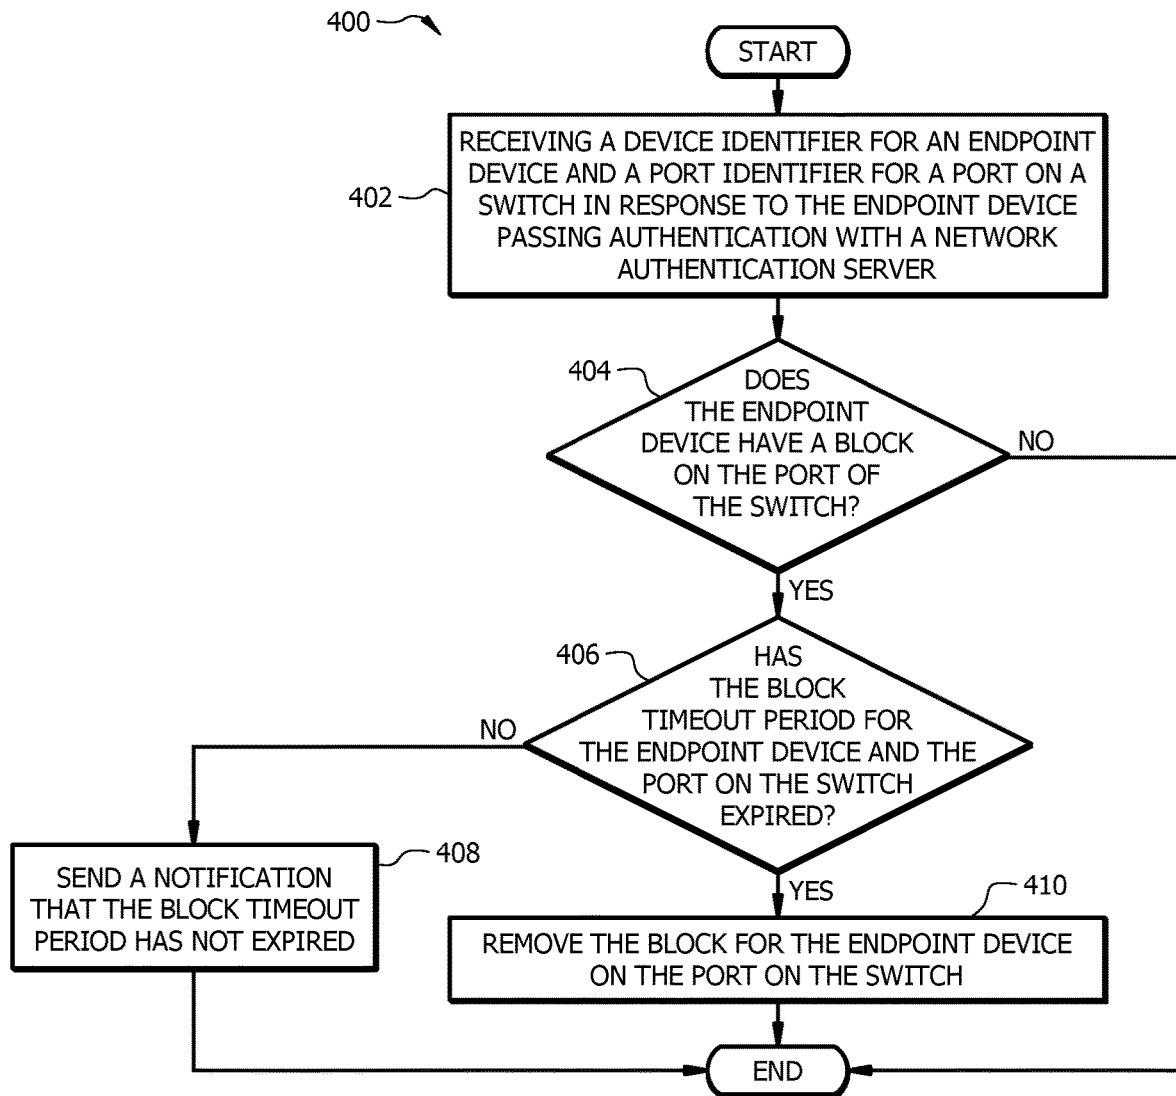 400
START
RECEIVING A DEVICE IDENTIFIER FOR AN ENDPOINT
DEVICE AND A PORT IDENTIFIER FOR A PORT ON A
SWITCH IN RESPONSE TO THE ENDPOINT DEVICE
PASSING AUTHENTICATION WITH A NETWORK
AUTHENTICATION SERVER
402
404
DOES
THE ENDPOINT
DEVICE HAVE A BLOCK
ON THE PORT OF
THE SWITCH?
NO
YES
406
HAS
THE BLOCK
TIMEOUT PERIOD FOR
THE ENDPOINT DEVICE AND THE
PORT ON THE SWITCH
EXPIRED?
NO
YES
408
SEND A NOTIFICATION
THAT THE BLOCK TIMEOUT
PERIOD HAS NOT EXPIRED
410
REMOVE THE BLOCK FOR THE ENDPOINT DEVICE
ON THE PORT ON THE SWITCH
END